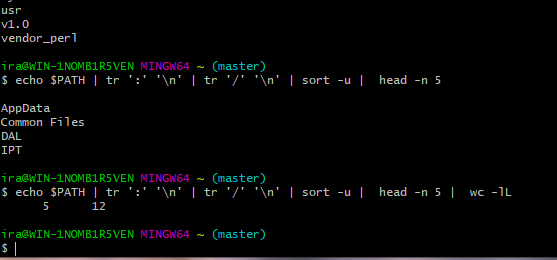 usr
v1.0
vendor_perl
ira@WIN-1NOMB1R5VEN MINGW64 ~ (master)
$ echo $PATH | tr ':' '\n' | tr '/' '\n' | sort -u |  head -n 5
AppData
Common Files
DAL
IPT
ira@WIN-1NOMB1R5VEN MINGW64 ~ (master)
$ echo $PATH | tr ':' '\n' | tr '/' '\n' | sort -u |  head -n 5 |  wc -lL
      5      12
ira@WIN-1NOMB1R5VEN MINGW64 ~ (master)
$